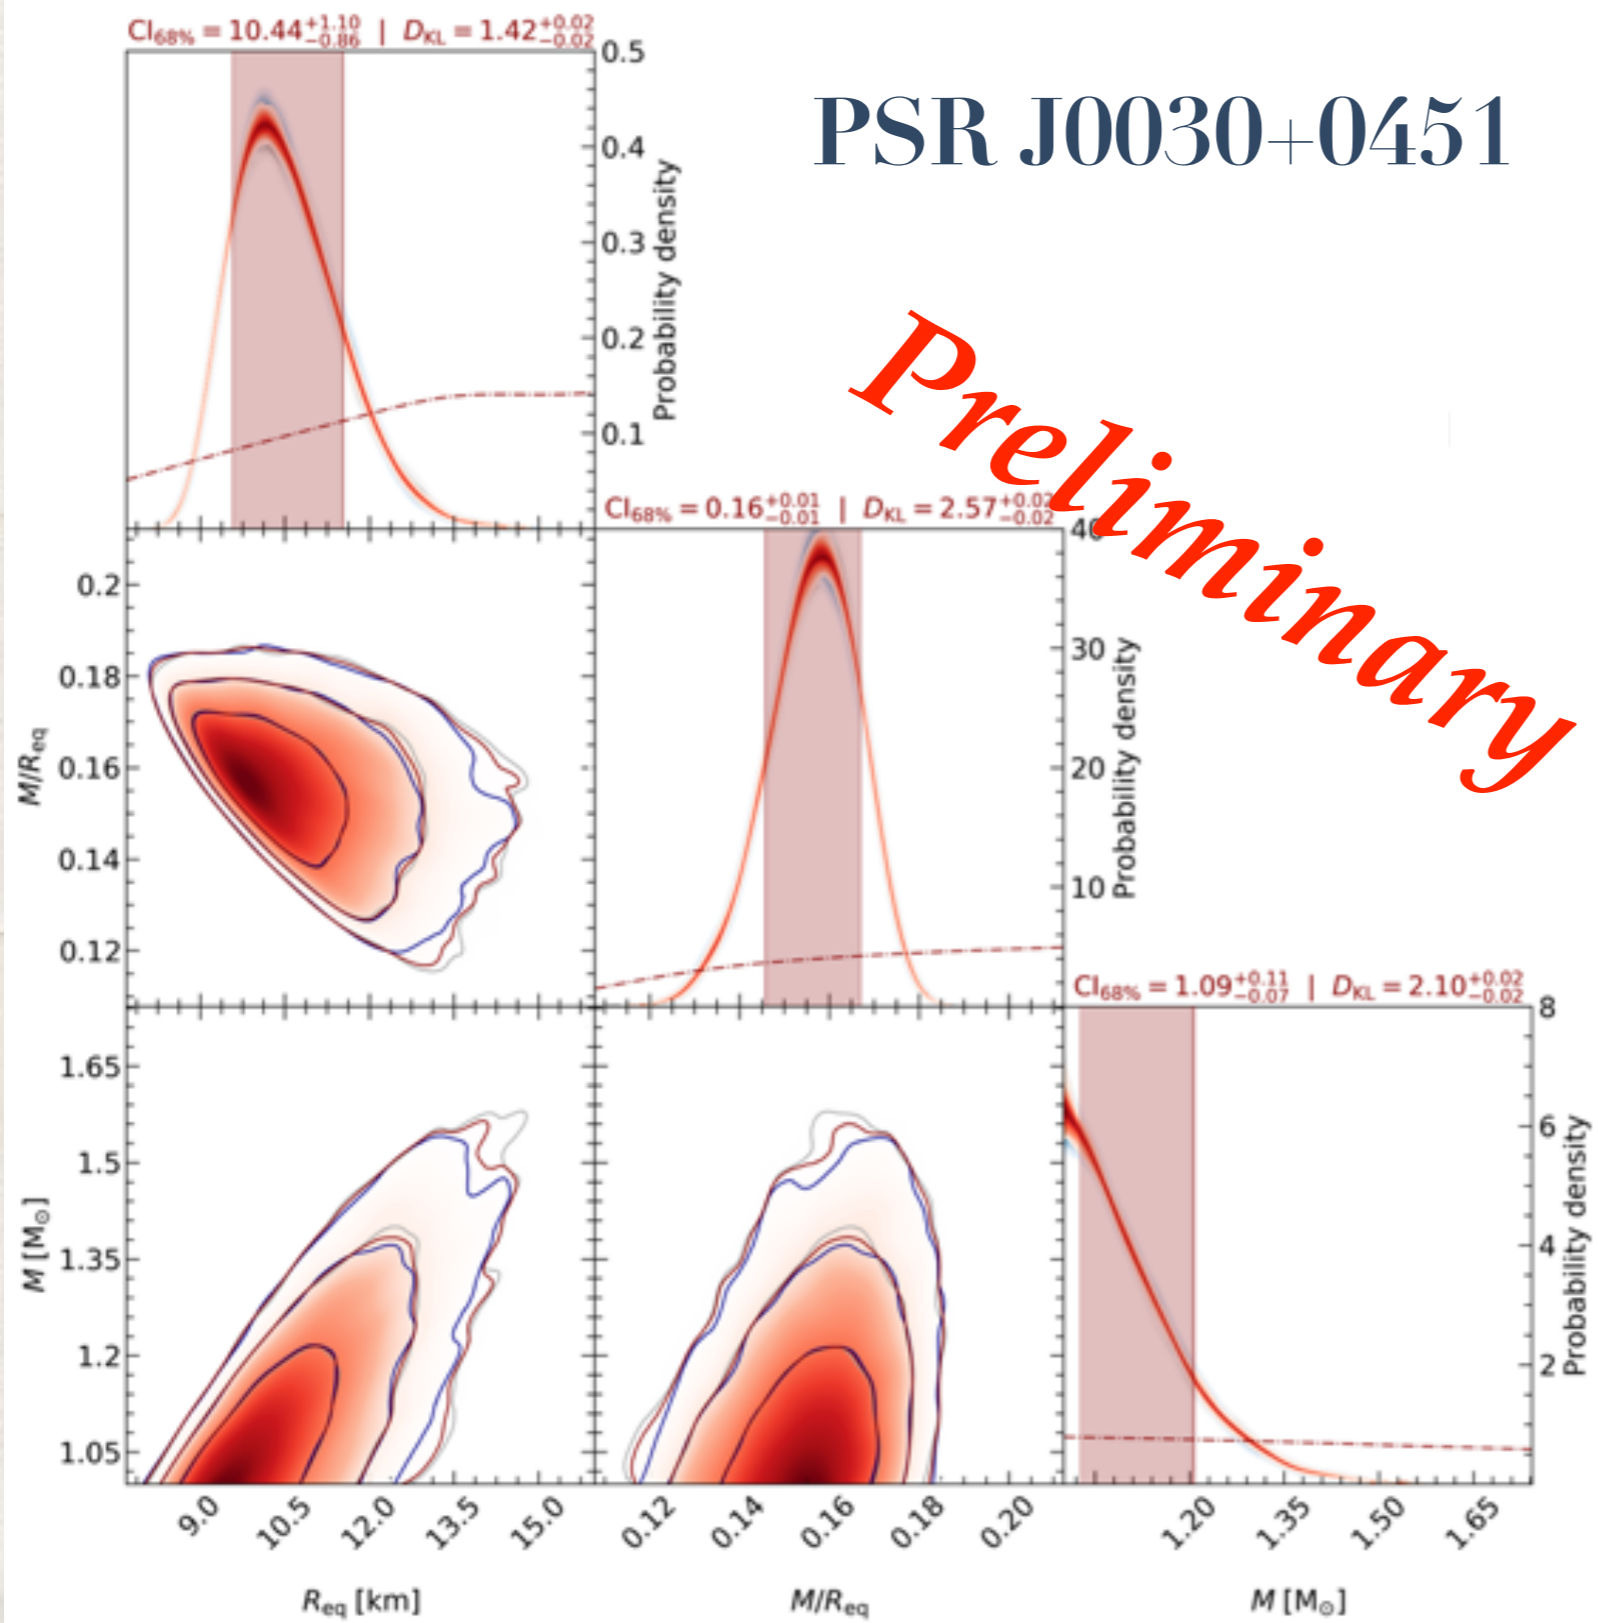 CI68% = 10.44+1.10−0.86 | DKL = 1.42+0.02−0.02
PSR J0030+0451
Preliminary
0.5
0.4
0.3
0.2
0.1
Probability density
CI68% = 0.16+0.01−0.01 | DKL = 2.57+0.02−0.02
0.2
0.18
0.16
0.14
0.12
M/Req
40
30
20
10
Probability density
CI68% = 1.09+0.11−0.07 | DKL = 2.10+0.02−0.02
1.65
1.5
1.35
1.2
1.05
M [M⊙]
8
6
4
2
Probability density
9.0 10.5 12.0 13.5 15.0
0.12 0.14 0.16 0.18 0.20
1.20 1.35 1.50 1.65
Req [km]
M/Req
M [M⊙]